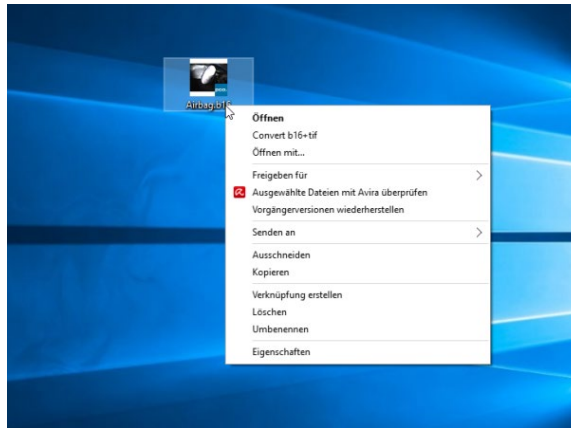 Airbag.b16
Öffnen
Convert b16+tif
Öffnen mit...
Freigeben für
Ausgewählte Dateien mit Avira überprüfen
Vorgängerversionen wiederherstellen
Senden an
Ausschneiden
Kopieren
Verknüpfung erstellen
Löschen
Umbenennen
Eigenschaften